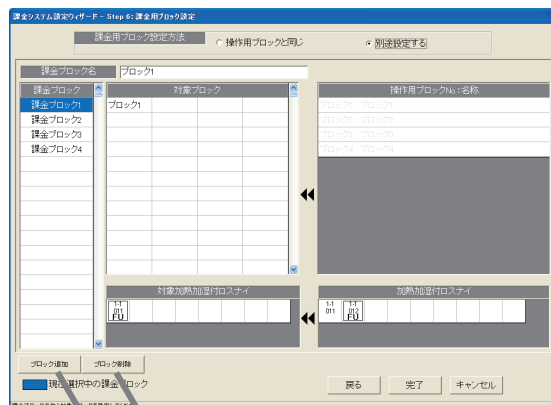 課金システム設定ウィザード - Step 6: 課金用ブロック設定
課金用ブロック設定方法
操作用ブロックと同じ
別途設定する
課金ブロック名
ブロック1
課金ブロック
対象ブロック
操作用ブロックNo.:名称
課金ブロック1
ブロック1
ブロック1 : ブロック1
課金ブロック2
ブロック2 : ブロック2
課金ブロック3
ブロック3 : ブロック3
課金ブロック4
ブロック4 : ブロック4
対象加熱加湿付ロスナイ
加熱加湿付ロスナイ
1-1
011
FU
1-1
011
1-1
012
FU
ブロック追加
ブロック削除
現在選択中の課金ブロック
戻る
完了
キャンセル